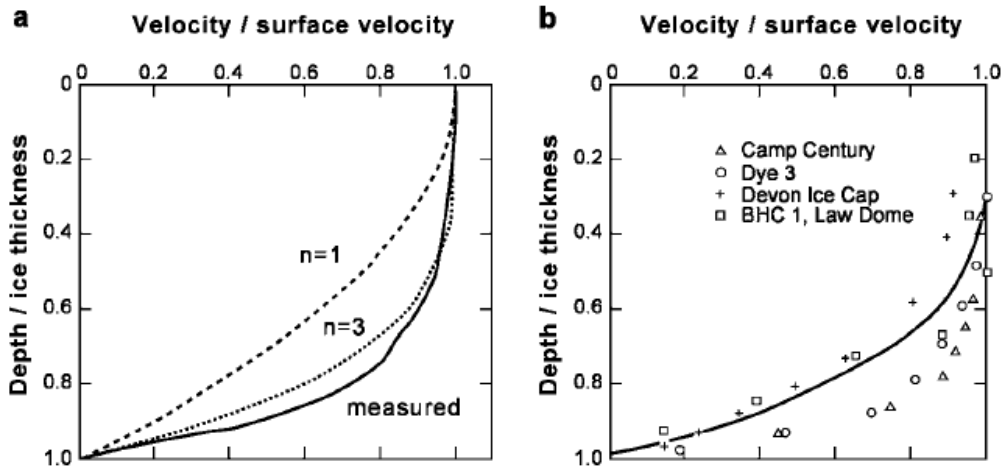 a
Velocity / surface velocity
0 0.2 0.4 0.6 0.8 1.0
Depth / ice thickness
0
0.2
0.4
0.6
0.8
1.0
n=1
n=3
measured
b
Velocity / surface velocity
0 0.2 0.4 0.6 0.8 1.0
Depth / ice thickness
0
0.2
0.4
0.6
0.8
1.0
Camp Century
Dye 3
Devon Ice Cap
BHC 1, Law Dome